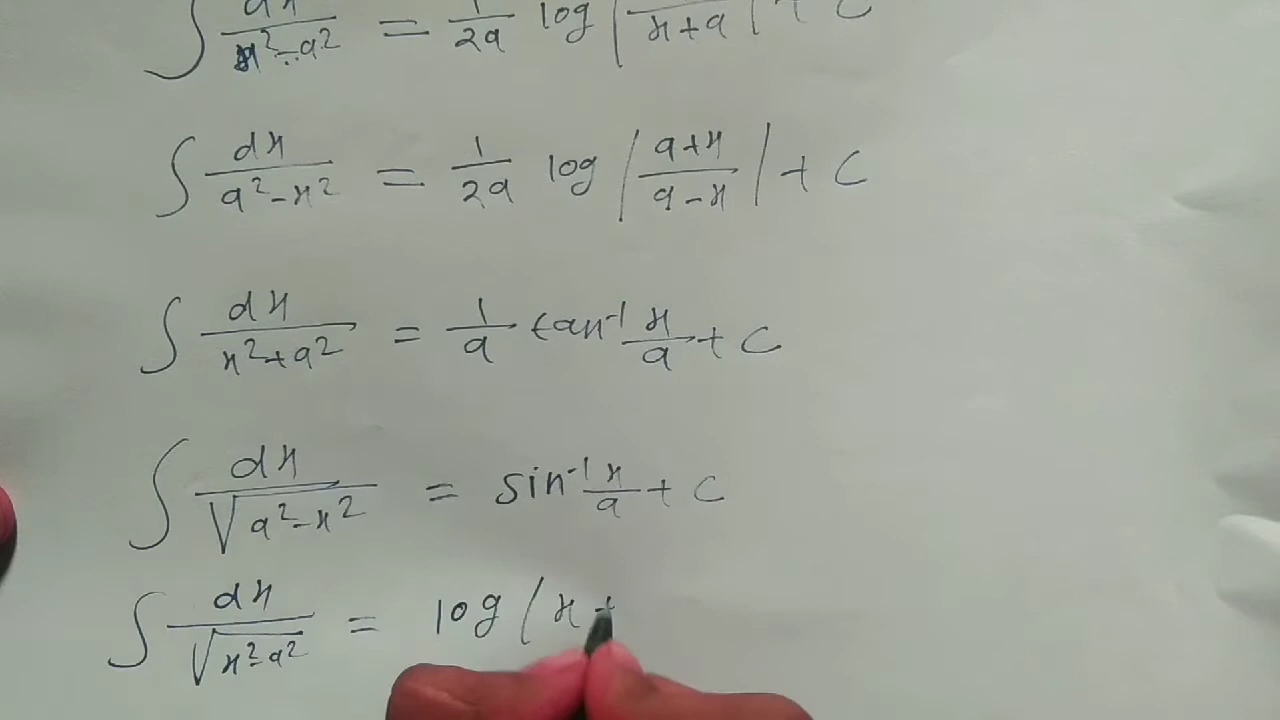 ∫ dx/(x²-a²) = 1/2a log | /(x+a) | + C
∫ dx/(a²-x²) = 1/2a log |(a+x)/(a-x)| + C
∫ dx/(x²+a²) = 1/a tan⁻¹ x/a + C
∫ dx/√(a²-x²) = sin⁻¹ x/a + C
∫ dx/√(x²-a²) = log |x+